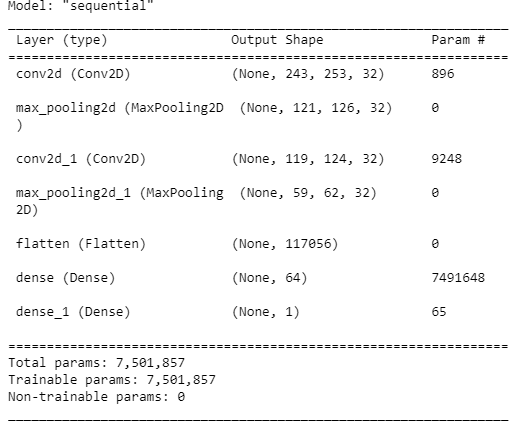 Model: "sequential"
_________________________________________________________________
Layer (type) Output Shape Param #
=================================================================
conv2d (Conv2D) (None, 243, 253, 32) 896
max_pooling2d (MaxPooling2D (None, 121, 126, 32) 0
)
conv2d_1 (Conv2D) (None, 119, 124, 32) 9248
max_pooling2d_1 (MaxPooling (None, 59, 62, 32) 0
2D)
flatten (Flatten) (None, 117056) 0
dense (Dense) (None, 64) 7491648
dense_1 (Dense) (None, 1) 65
=================================================================
Total params: 7,501,857
Trainable params: 7,501,857
Non-trainable params: 0
_________________________________________________________________